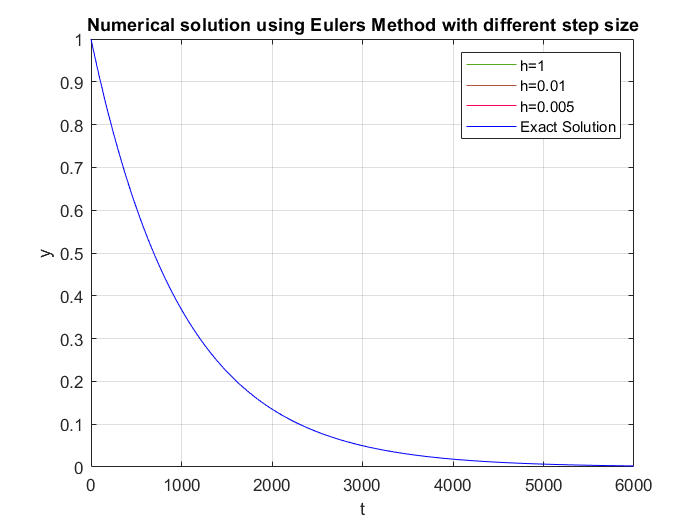 Numerical solution using Eulers Method with different step size
1
0.9
0.8
0.7
0.6
0.5
0.4
0.3
0.2
0.1
0
y
h=1
h=0.01
h=0.005
Exact Solution
0 1000 2000 3000 4000 5000 6000
t